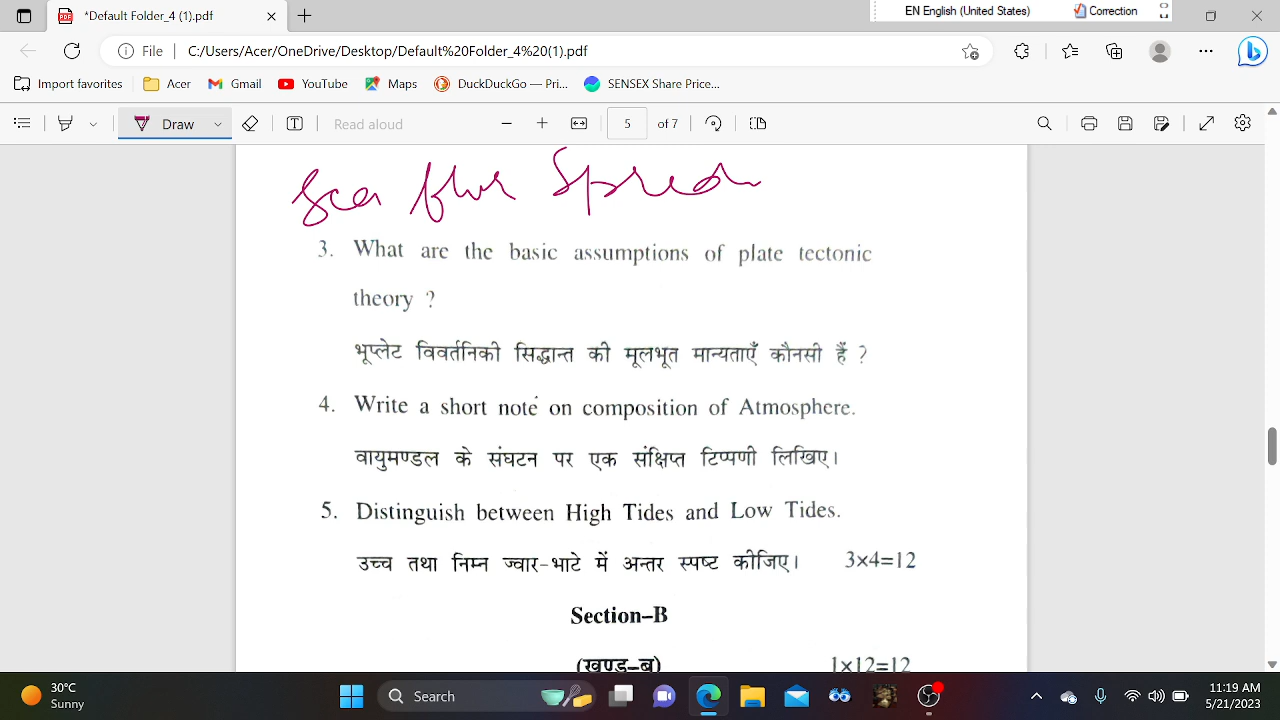 *Default Folder_4 (1).pdf
EN English (United States)
Correction
File
C:/Users/Acer/OneDrive/Desktop/Default%20Folder_4%20(1).pdf
Import favorites
Acer
Gmail
YouTube
Maps
DuckDuckGo — Pri...
SENSEX Share Price...
Draw
Read aloud
5
of 7
Sea
3. What are the basic assumptions of plate tectonic
theory ?
भूप्लेट विवर्तनिकी सिद्धान्त की मूलभूत मान्यताएँ कौनसी हैं ?
4. Write a short note on composition of Atmosphere.
वायुमण्डल के संघटन पर एक संक्षिप्त टिप्पणी लिखिए।
5. Distinguish between High Tides and Low Tides.
उच्च तथा निम्न ज्वार-भाटे में अन्तर स्पष्ट कीजिए। 3×4=12
Section–B
(खण्ड–ब) 1×12=12
30°C
Sunny
Search
11:19 AM
5/21/2023